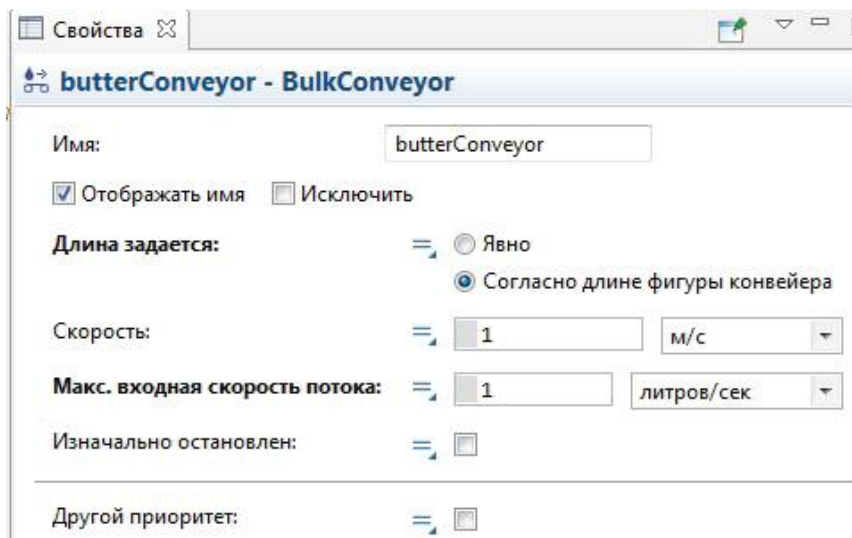 Свойства
butterConveyor - BulkConveyor
Имя: butterConveyor
Отображать имя Исключить
Длина задается: Явно
Согласно длине фигуры конвейера
Скорость: 1 м/с
Макс. входная скорость потока: 1 литров/сек
Изначально остановлен:
Другой приоритет: